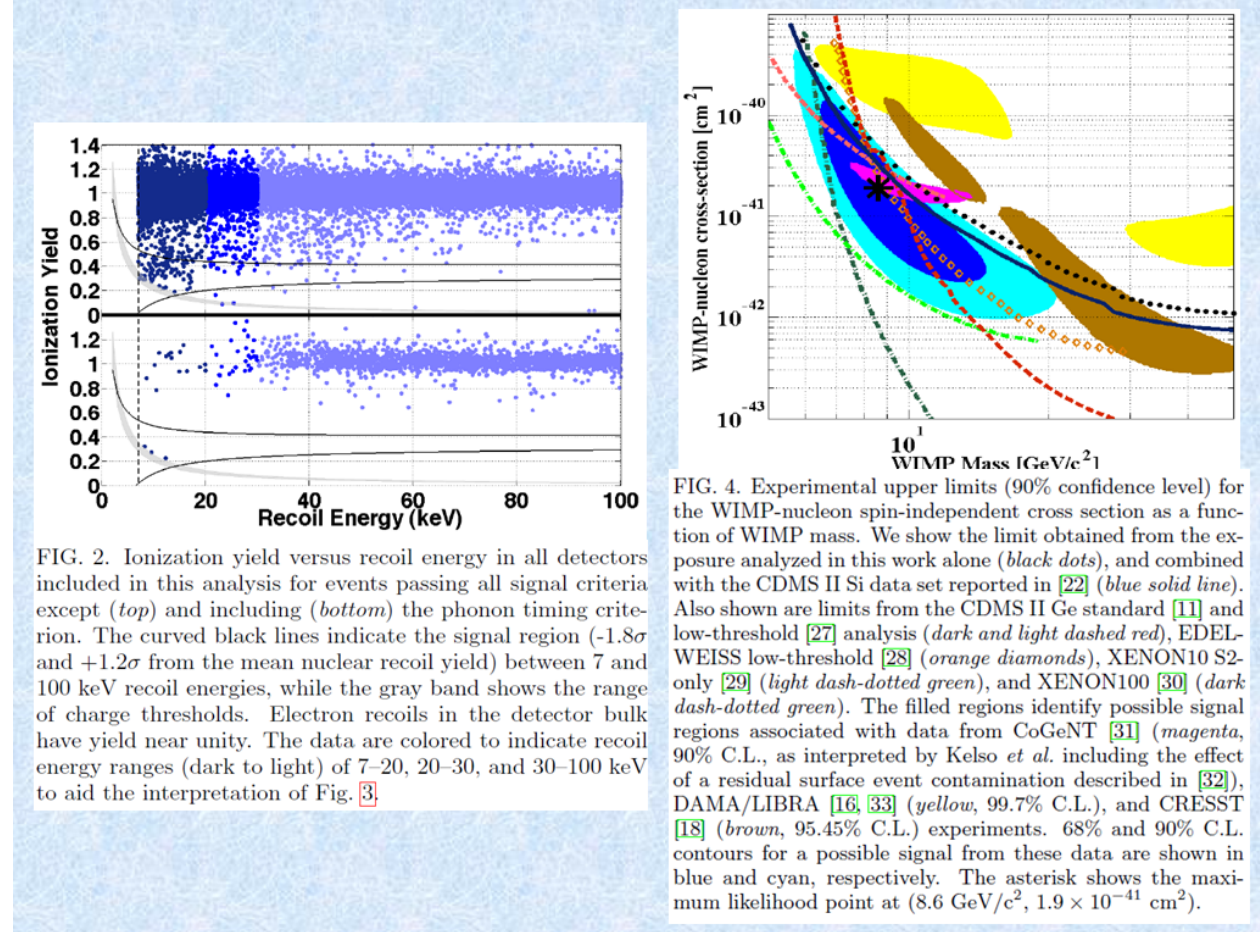 1.4
1.2
1
0.8
0.6
0.4
0.2
0
1.2
1
0.8
0.6
0.4
0.2
0
0 20 40 60 80 100
Ionization Yield
Recoil Energy (keV)
FIG. 2. Ionization yield versus recoil energy in all detectors
included in this analysis for events passing all signal criteria
except (top) and including (bottom) the phonon timing crite-
rion. The curved black lines indicate the signal region (-1.8σ
and +1.2σ from the mean nuclear recoil yield) between 7 and
100 keV recoil energies, while the gray band shows the range
of charge thresholds. Electron recoils in the detector bulk
have yield near unity. The data are colored to indicate recoil
energy ranges (dark to light) of 7–20, 20–30, and 30–100 keV
to aid the interpretation of Fig. 3.
WIMP-nucleon cross-section [cm²]
10⁻⁴⁰
10⁻⁴¹
10⁻⁴²
10⁻⁴³
10¹
WIMP Mass [GeV/c²]
FIG. 4. Experimental upper limits (90% confidence level) for
the WIMP-nucleon spin-independent cross section as a func-
tion of WIMP mass. We show the limit obtained from the ex-
posure analyzed in this work alone (black dots), and combined
with the CDMS II Si data set reported in [22] (blue solid line).
Also shown are limits from the CDMS II Ge standard [11] and
low-threshold [27] analysis (dark and light dashed red), EDEL-
WEISS low-threshold [28] (orange diamonds), XENON10 S2-
only [29] (light dash-dotted green), and XENON100 [30] (dark
dash-dotted green). The filled regions identify possible signal
regions associated with data from CoGeNT [31] (magenta,
90% C.L., as interpreted by Kelso et al. including the effect
of a residual surface event contamination described in [32]),
DAMA/LIBRA [16, 33] (yellow, 99.7% C.L.), and CRESST
[18] (brown, 95.45% C.L.) experiments. 68% and 90% C.L.
contours for a possible signal from these data are shown in
blue and cyan, respectively. The asterisk shows the maxi-
mum likelihood point at (8.6 GeV/c², 1.9 × 10⁻⁴¹ cm²).